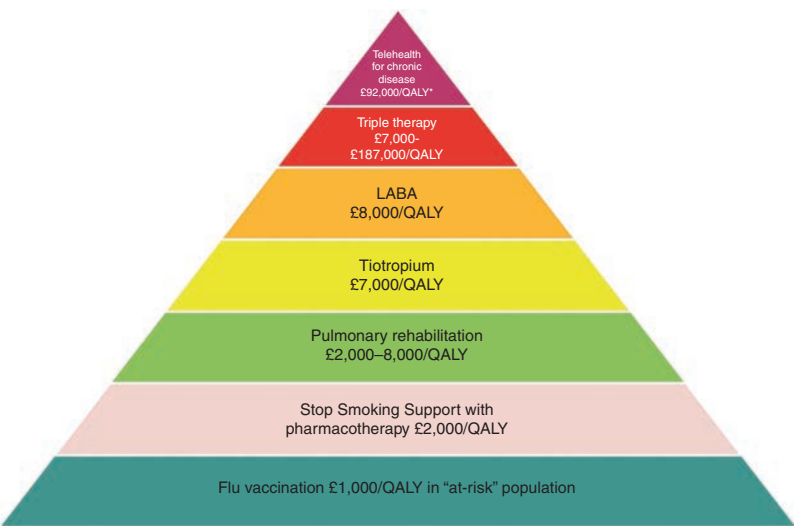 Telehealth
for chronic
disease
£92,000/QALY*
Triple therapy
£7,000-
£187,000/QALY
LABA
£8,000/QALY
Tiotropium
£7,000/QALY
Pulmonary rehabilitation
£2,000–8,000/QALY
Stop Smoking Support with
pharmacotherapy £2,000/QALY
Flu vaccination £1,000/QALY in “at-risk” population